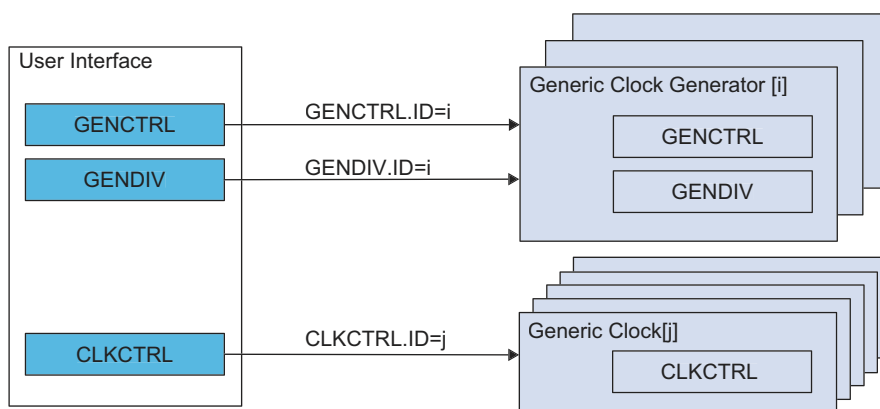 User Interface
GENCTRL
GENDIV
CLKCTRL
GENCTRL.ID=i
GENDIV.ID=i
CLKCTRL.ID=j
Generic Clock Generator [i]
GENCTRL
GENDIV
Generic Clock[j]
CLKCTRL